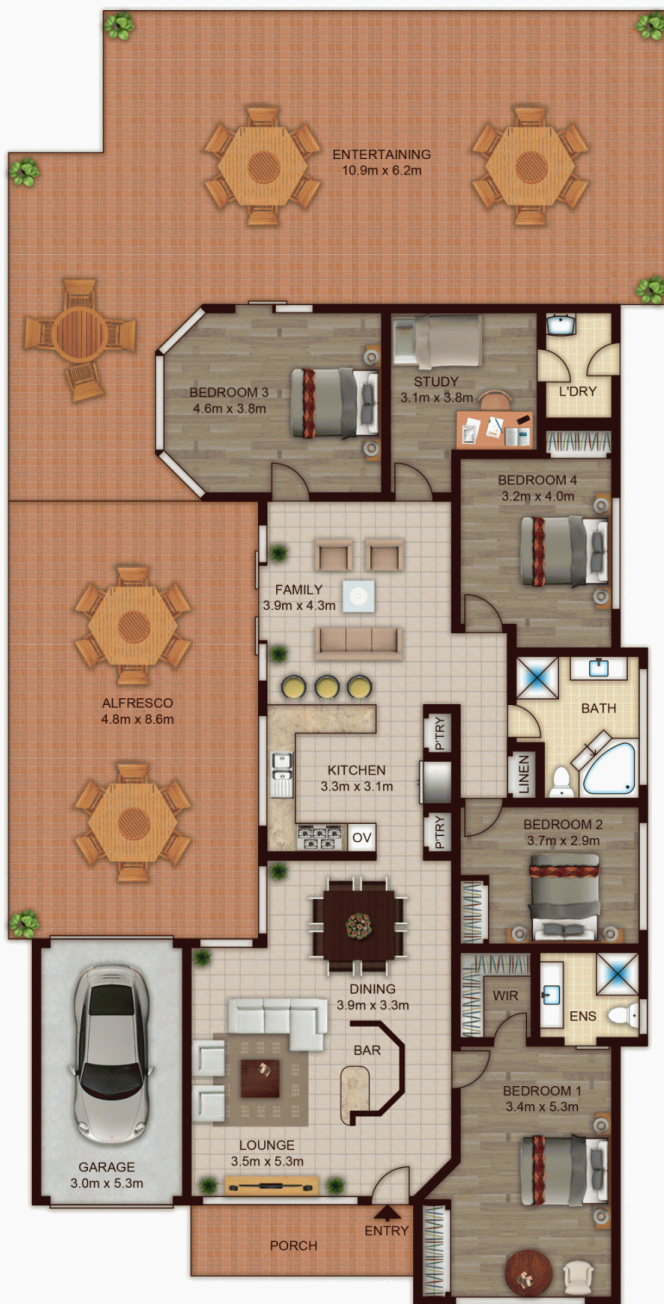 ENTERTAINING
10.9m x 6.2m
BEDROOM 3
4.6m x 3.8m
STUDY
3.1m x 3.8m
L'DRY
BEDROOM 4
3.2m x 4.0m
FAMILY
3.9m x 4.3m
ALFRESCO
4.8m x 8.6m
BATH
P'TRY
KITCHEN
3.3m x 3.1m
LINEN
OV
P'TRY
BEDROOM 2
3.7m x 2.9m
DINING
3.9m x 3.3m
WIR
ENS
BAR
BEDROOM 1
3.4m x 5.3m
LOUNGE
3.5m x 5.3m
GARAGE
3.0m x 5.3m
ENTRY
PORCH